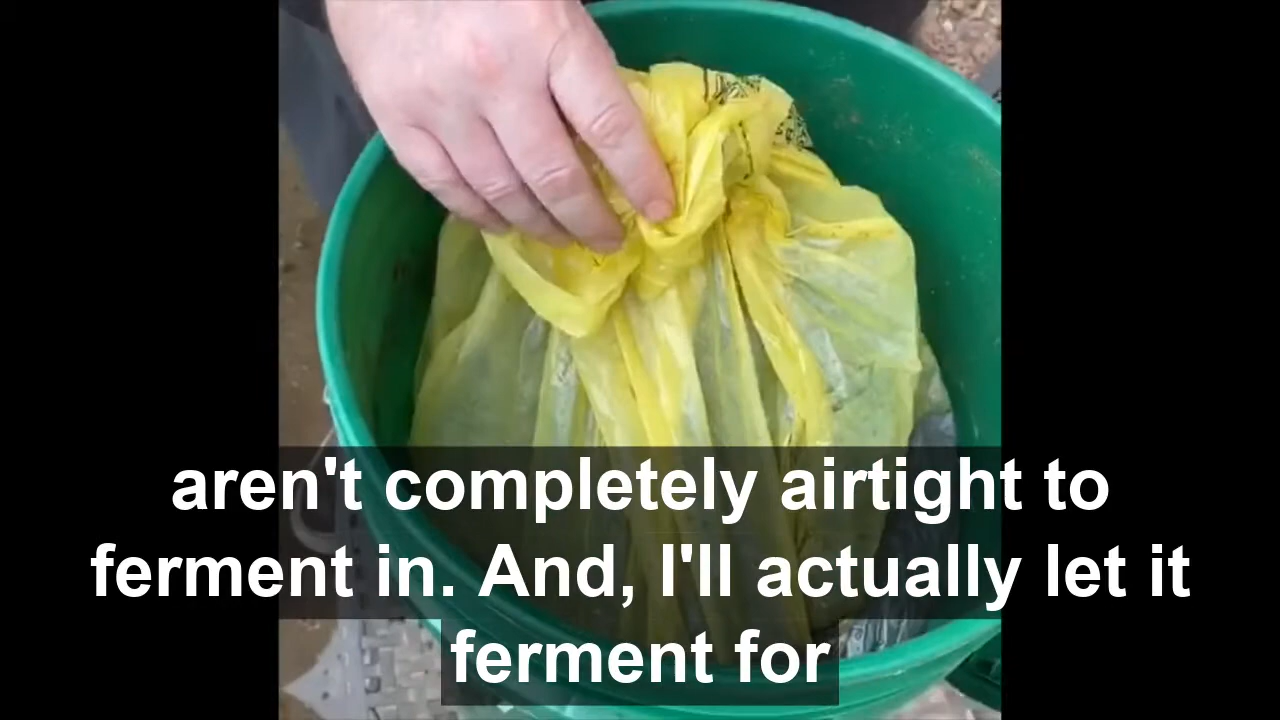 aren't completely airtight to
ferment in. And, I'll actually let it
ferment for